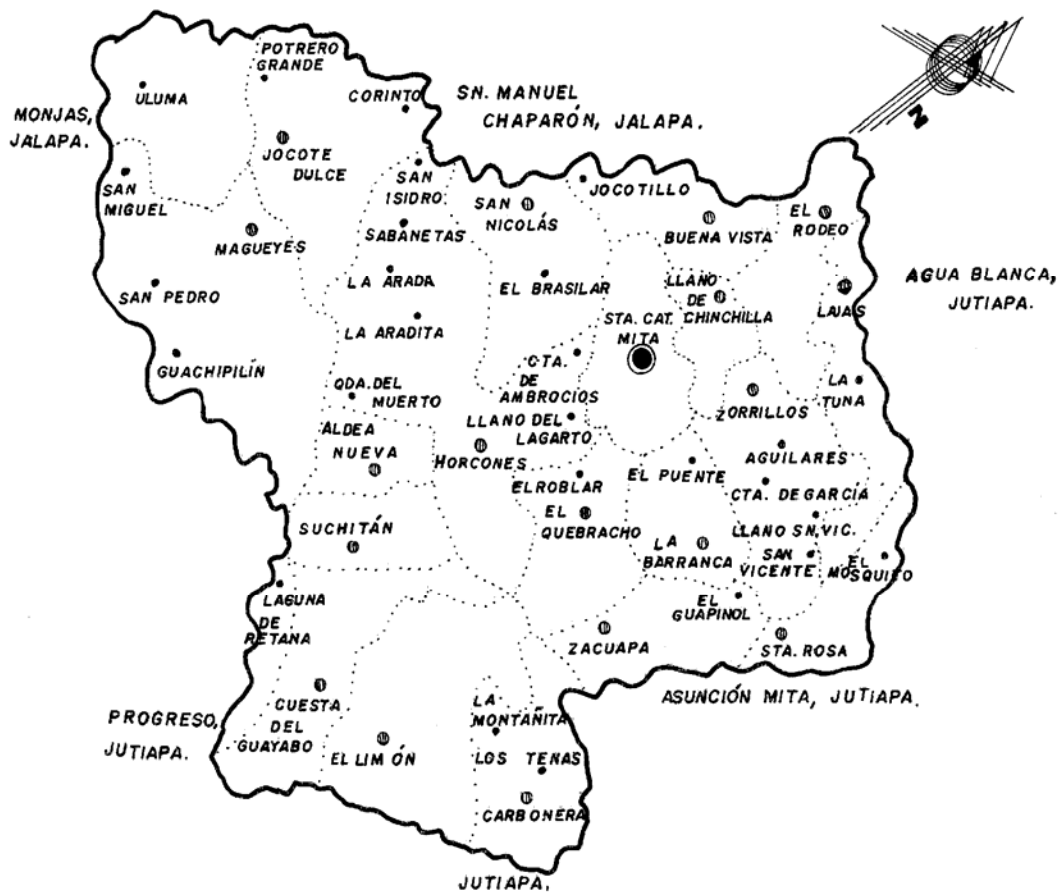 POTRERO
GRANDE
ULUMA
CORINTO
SN. MANUEL
CHAPARÓN, JALAPA.
MONJAS,
JALAPA.
N
JOCOTE
DULCE
SAN
MIGUEL
SAN
ISIDRO.
JOCOTILLO
SAN
NICOLÁS
EL
RODEO
MAGUEYES
SABANETAS
BUENA VISTA
LA ARADA
EL BRASILAR
LLANO
DE
CHINCHILLA
AGUA BLANCA,
JUTIAPA.
SAN PEDRO
LAJAS
LA ARADITA
STA. CAT.
MITA
GUACHIPILÍN
CTA.
DE
AMBROCIOS
QDA. DEL
MUERTO
ZORRILLOS
LA
TUNA
ALDEA
NUEVA
LLANO DEL
LAGARTO
HORCONES
AGUILARES
EL PUENTE
EL ROBLAR
CTA. DE GARCÍA
EL
QUEBRACHO
SUCHITÁN
LLANO SN. VIC.
LA
BARRANCA
SAN
VICENTE
EL
MOSQUITO
LAGUNA
DE
RETANA
EL
GUAPINOL
ZACUAPA
STA. ROSA
ASUNCIÓN MITA, JUTIAPA.
CUESTA
DEL
GUAYABO
LA
MONTAÑITA
PROGRESO,
JUTIAPA.
EL LIMÓN
LOS TENAS
CARBONERA
JUTIAPA,